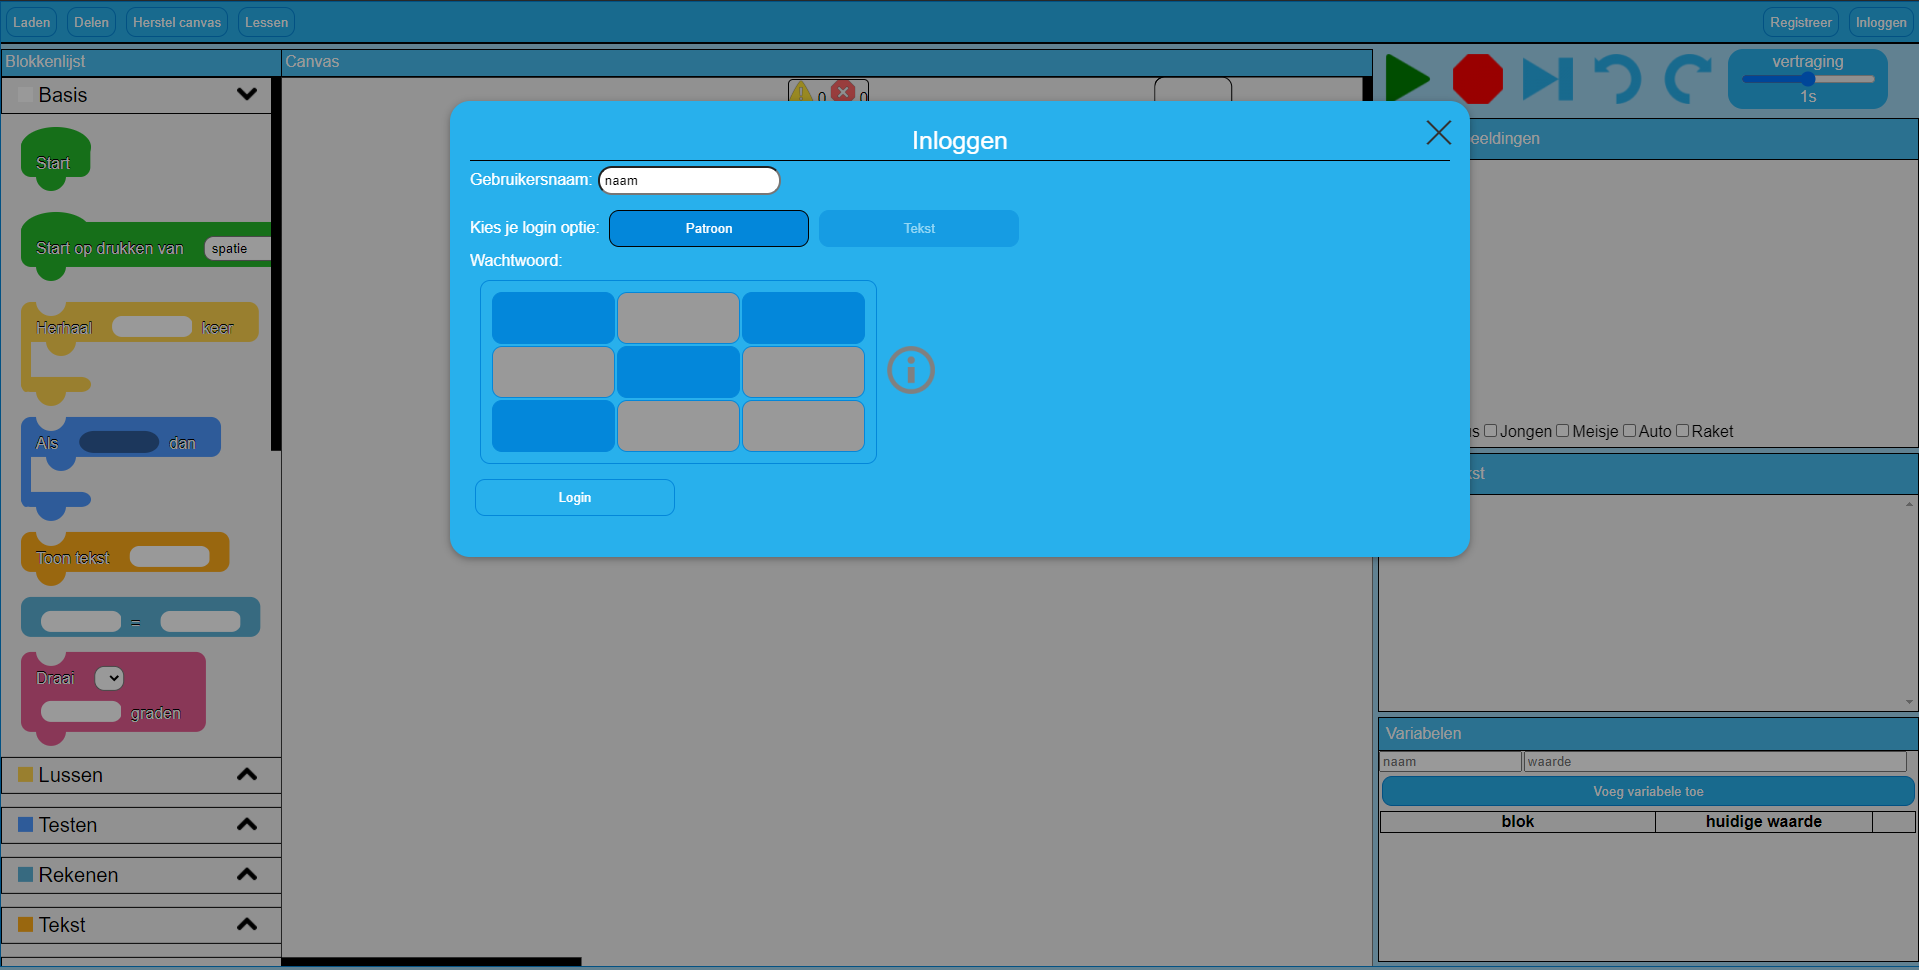 Laden Delen Herstel canvas Lessen Registreer Inloggen
Blokkenlijst
Canvas
Basis
Start
Start op drukken van spatie
Herhaal keer
Als dan
Toon tekst
=
Draai
graden
Lussen
Testen
Rekenen
Tekst
0 0
Inloggen
Gebruikersnaam: naam
Kies je login optie: Patroon Tekst
Wachtwoord:
Login
vertraging
1s
eeldingen
s Jongen Meisje Auto Raket
st
Variabelen
naam waarde
Voeg variabele toe
blok huidige waarde